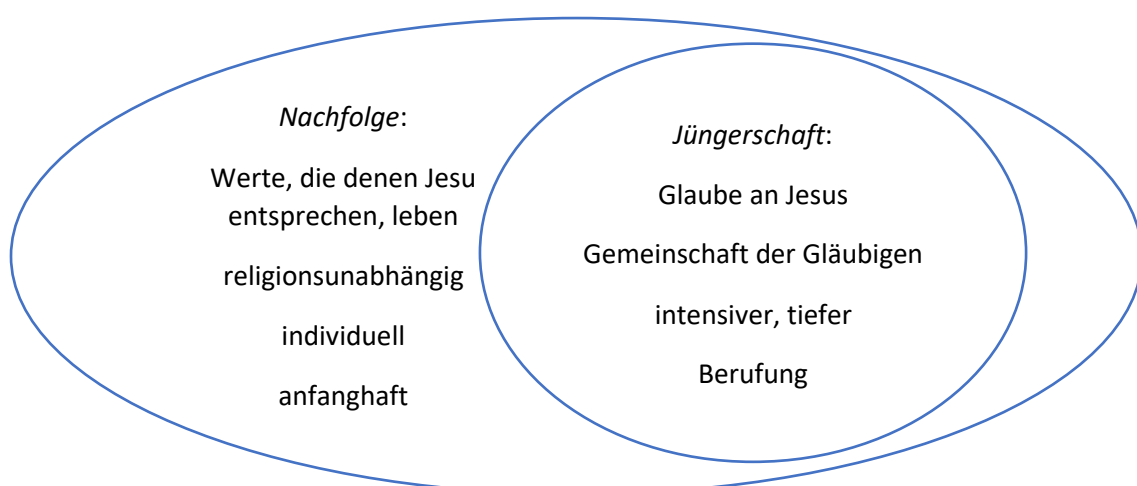 Nachfolge:
Werte, die denen Jesu
entsprechen, leben
religionsunabhängig
individuell
anfanghaft
Jüngerschaft:
Glaube an Jesus
Gemeinschaft der Gläubigen
intensiver, tiefer
Berufung